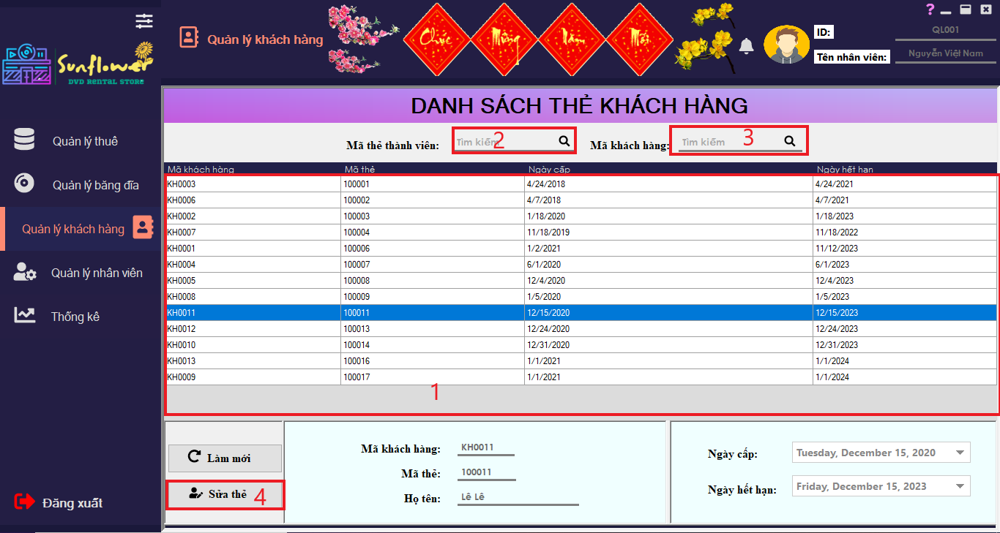 Sunflower
DVD RENTAL STORE
Quản lý khách hàng
Chúc Mừng Năm Mới
?
ID: QL001
Tên nhân viên: Nguyễn Việt Nam
DANH SÁCH THẺ KHÁCH HÀNG
Mã thẻ thành viên: Tìm kiếm 2 Mã khách hàng: Tìm kiếm 3
Quản lý thuê
Quản lý băng đĩa
Quản lý khách hàng
Quản lý nhân viên
Thống kê
Đăng xuất
Mã khách hàng Mã thẻ Ngày cấp Ngày hết hạn
KH0003 100001 4/24/2018 4/24/2021
KH0006 100002 4/7/2018 4/7/2021
KH0002 100003 1/18/2020 1/18/2023
KH0007 100004 11/18/2019 11/18/2022
KH0001 100006 1/2/2021 11/12/2023
KH0004 100007 6/1/2020 6/1/2023
KH0005 100008 12/4/2020 12/4/2023
KH0008 100009 1/5/2020 1/5/2023
KH0011 100011 12/15/2020 12/15/2023
KH0012 100013 12/24/2020 12/24/2023
KH0010 100014 12/31/2020 12/31/2023
KH0013 100016 1/1/2021 1/1/2024
KH0009 100017 1/1/2021 1/1/2024
1
Làm mới
Sửa thẻ 4
Mã khách hàng: KH0011
Mã thẻ: 100011
Họ tên: Lê Lê
Ngày cấp: Tuesday, December 15, 2020
Ngày hết hạn: Friday, December 15, 2023